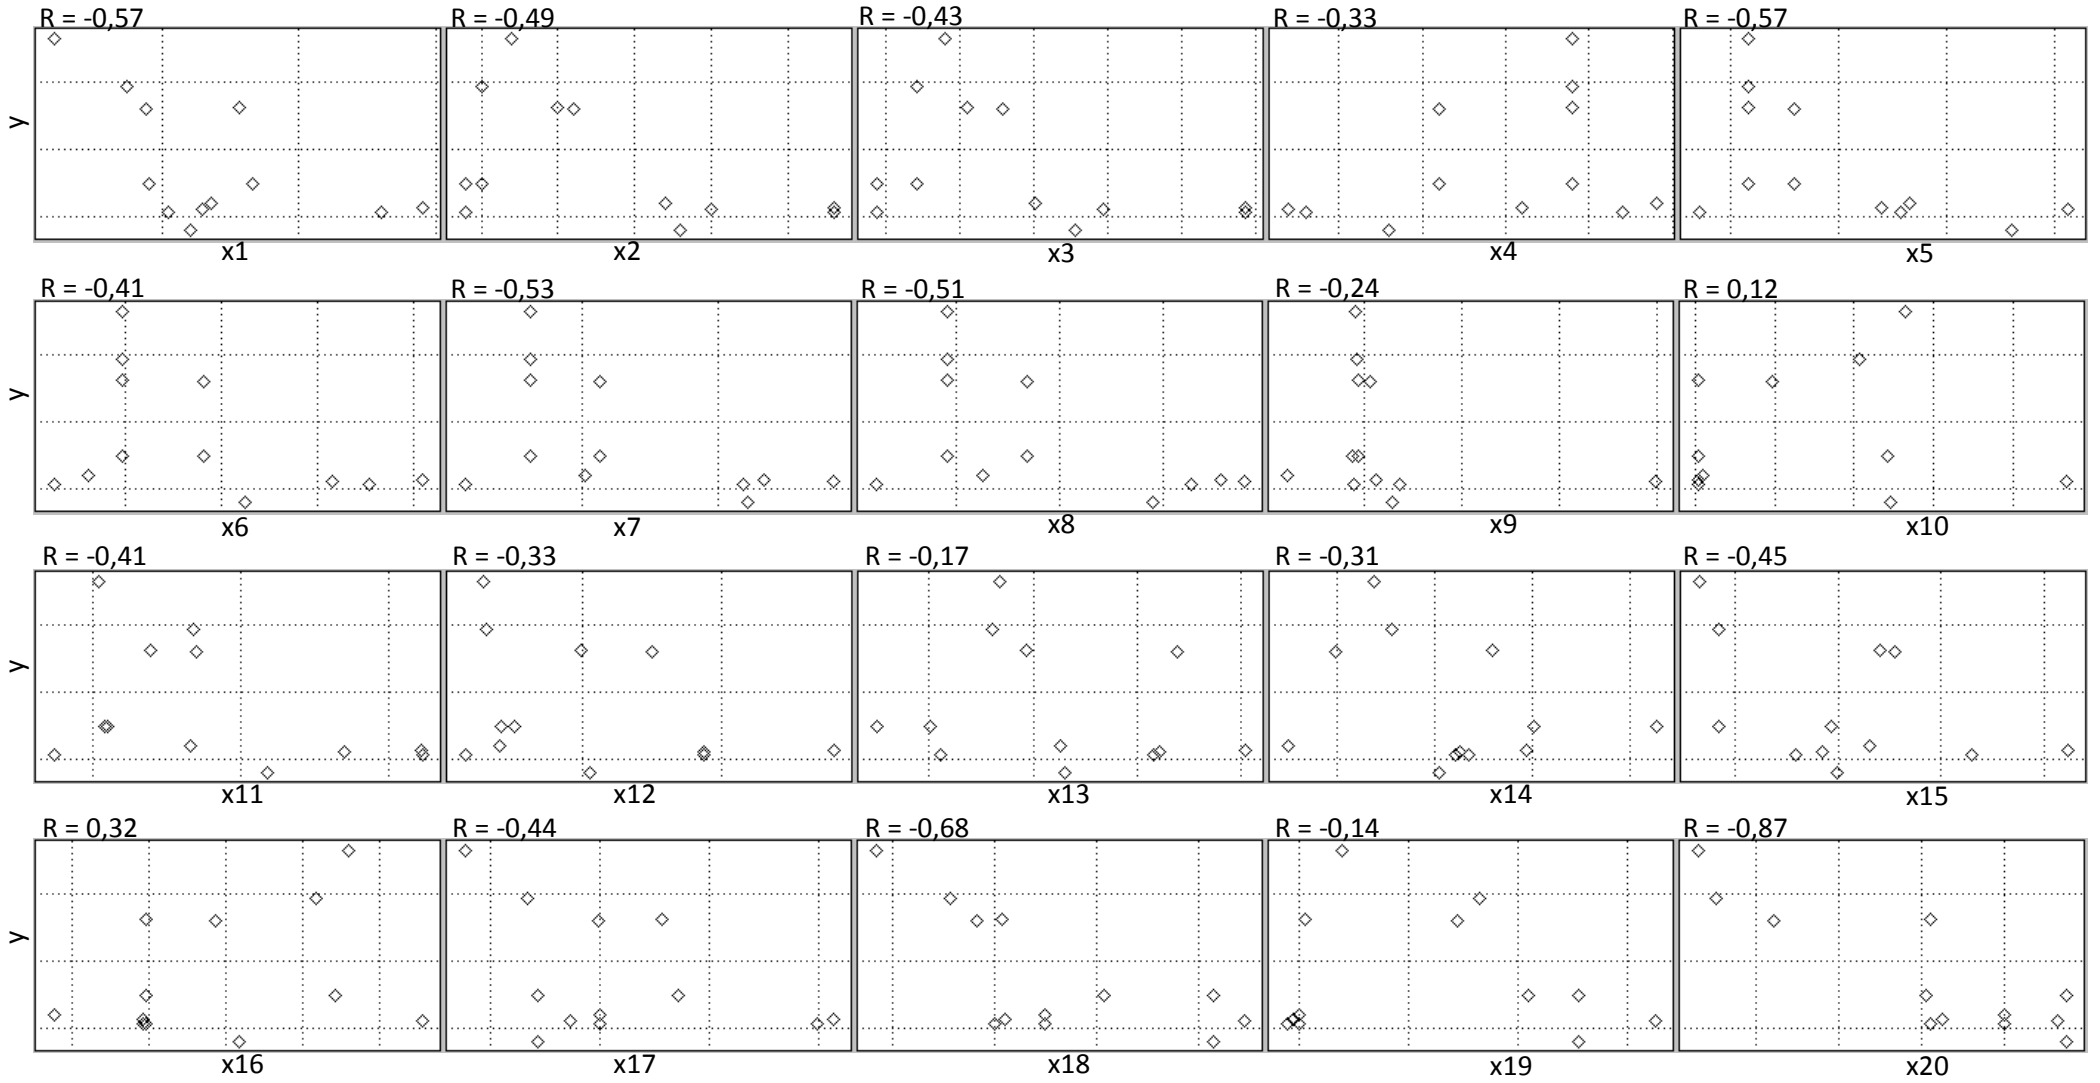 R = -0,57 R = -0,49 R = -0,43 R = -0,33 R = -0,57
y
x1 x2 x3 x4 x5
R = -0,41 R = -0,53 R = -0,51 R = -0,24 R = 0,12
y
x6 x7 x8 x9 x10
R = -0,41 R = -0,33 R = -0,17 R = -0,31 R = -0,45
y
x11 x12 x13 x14 x15
R = 0,32 R = -0,44 R = -0,68 R = -0,14 R = -0,87
y
x16 x17 x18 x19 x20